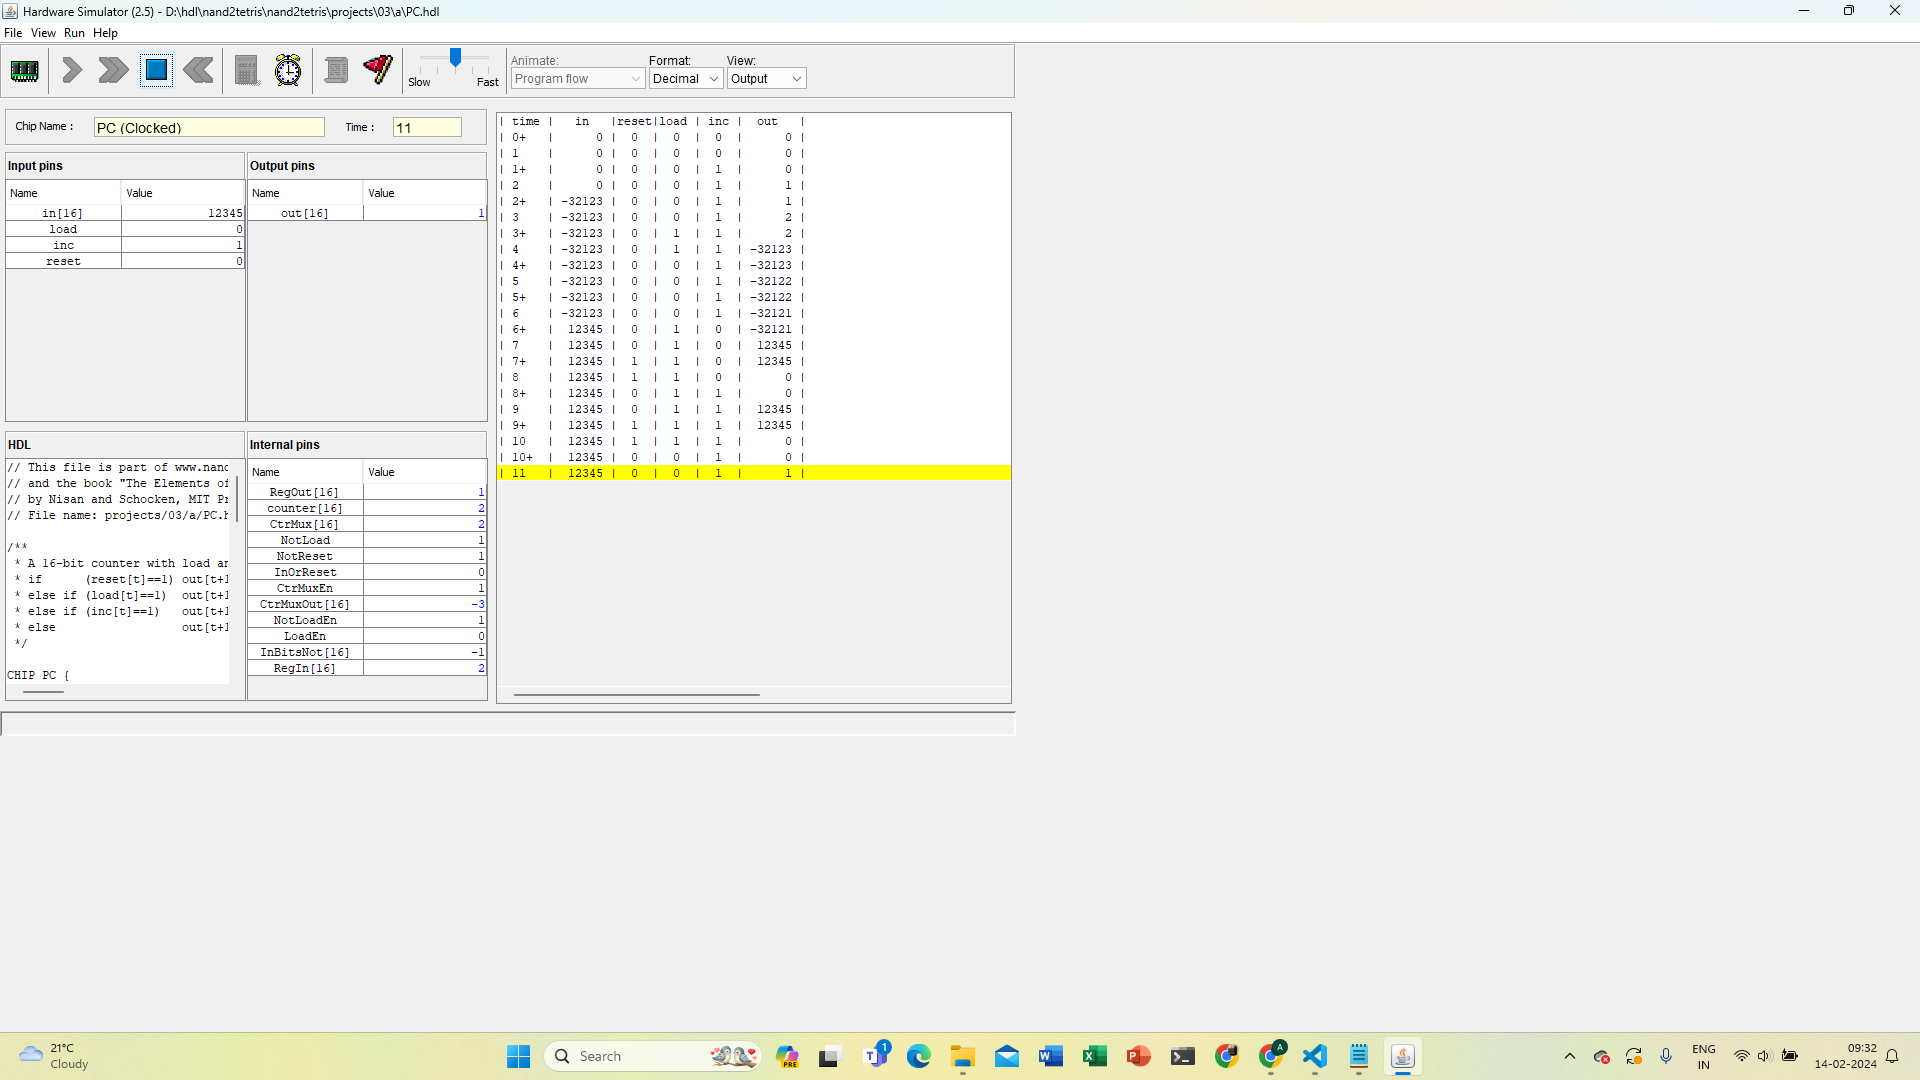 Hardware Simulator (2.5) - D:\hdl\nand2tetris\nand2tetris\projects\03\a\PC.hdl
File View Run Help
Animate: Format: View:
Slow Fast Program flow Decimal Output
Chip Name : PC (Clocked) Time : 11
Input pins
Name Value
in[16] 12345
load 0
inc 1
reset 0
Output pins
Name Value
out[16] 1
HDL
// This file is part of www.nanc
// and the book "The Elements of
// by Nisan and Schocken, MIT Pr
// File name: projects/03/a/PC.h
/**
* A 16-bit counter with load an
* if (reset[t]==1) out[t+1
* else if (load[t]==1) out[t+1
* else if (inc[t]==1) out[t+1
* else out[t+1
*/
CHIP PC {
Internal pins
Name Value
RegOut[16] 1
counter[16] 2
CtrMux[16] 2
NotLoad 1
NotReset 1
InOrReset 0
CtrMuxEn 1
CtrMuxOut[16] -3
NotLoadEn 1
LoadEn 0
InBitsNot[16] -1
RegIn[16] 2
| time | in |reset|load | inc | out |
| 0+ | 0 | 0 | 0 | 0 | 0 |
| 1 | 0 | 0 | 0 | 0 | 0 |
| 1+ | 0 | 0 | 0 | 1 | 0 |
| 2 | 0 | 0 | 0 | 1 | 1 |
| 2+ | -32123 | 0 | 0 | 1 | 1 |
| 3 | -32123 | 0 | 0 | 1 | 2 |
| 3+ | -32123 | 0 | 1 | 1 | 2 |
| 4 | -32123 | 0 | 1 | 1 | -32123 |
| 4+ | -32123 | 0 | 0 | 1 | -32123 |
| 5 | -32123 | 0 | 0 | 1 | -32122 |
| 5+ | -32123 | 0 | 0 | 1 | -32122 |
| 6 | -32123 | 0 | 0 | 1 | -32121 |
| 6+ | 12345 | 0 | 1 | 0 | -32121 |
| 7 | 12345 | 0 | 1 | 0 | 12345 |
| 7+ | 12345 | 1 | 1 | 0 | 12345 |
| 8 | 12345 | 1 | 1 | 0 | 0 |
| 8+ | 12345 | 0 | 1 | 1 | 0 |
| 9 | 12345 | 0 | 1 | 1 | 12345 |
| 9+ | 12345 | 1 | 1 | 1 | 12345 |
| 10 | 12345 | 1 | 1 | 1 | 0 |
| 10+ | 12345 | 0 | 0 | 1 | 0 |
| 11 | 12345 | 0 | 0 | 1 | 1 |
21°C
Cloudy
Search
PRE
1
A
ENG
IN
09:32
14-02-2024